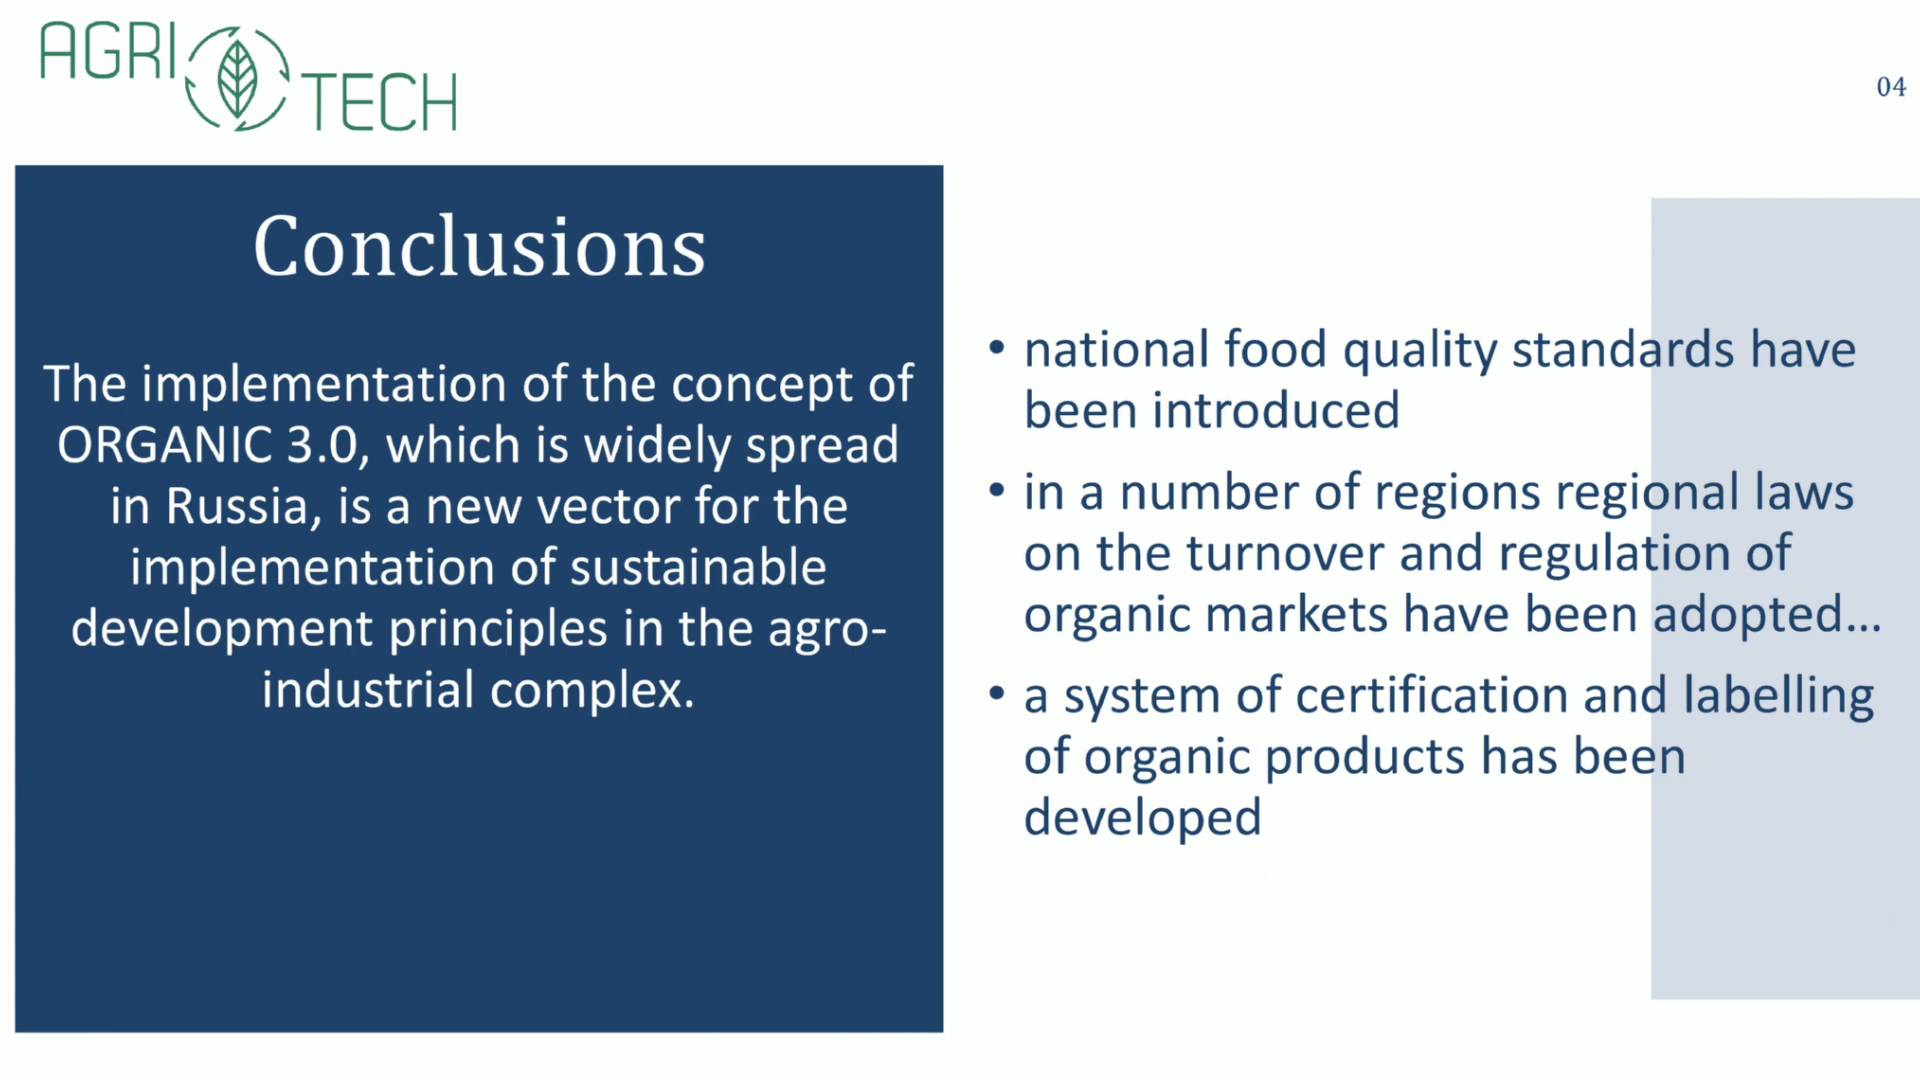 AGRI TECH
04
Conclusions
The implementation of the concept of
ORGANIC 3.0, which is widely spread
in Russia, is a new vector for the
implementation of sustainable
development principles in the agro-
industrial complex.
• national food quality standards have
been introduced
• in a number of regions regional laws
on the turnover and regulation of
organic markets have been adopted...
• a system of certification and labelling
of organic products has been
developed